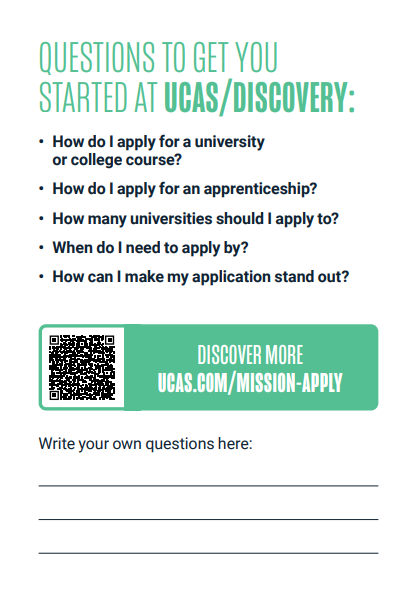 QUESTIONS TO GET YOU
STARTED AT UCAS/DISCOVERY:
• How do I apply for a university
or college course?
• How do I apply for an apprenticeship?
• How many universities should I apply to?
• When do I need to apply by?
• How can I make my application stand out?
DISCOVER MORE
UCAS.COM/MISSION-APPLY
Write your own questions here: